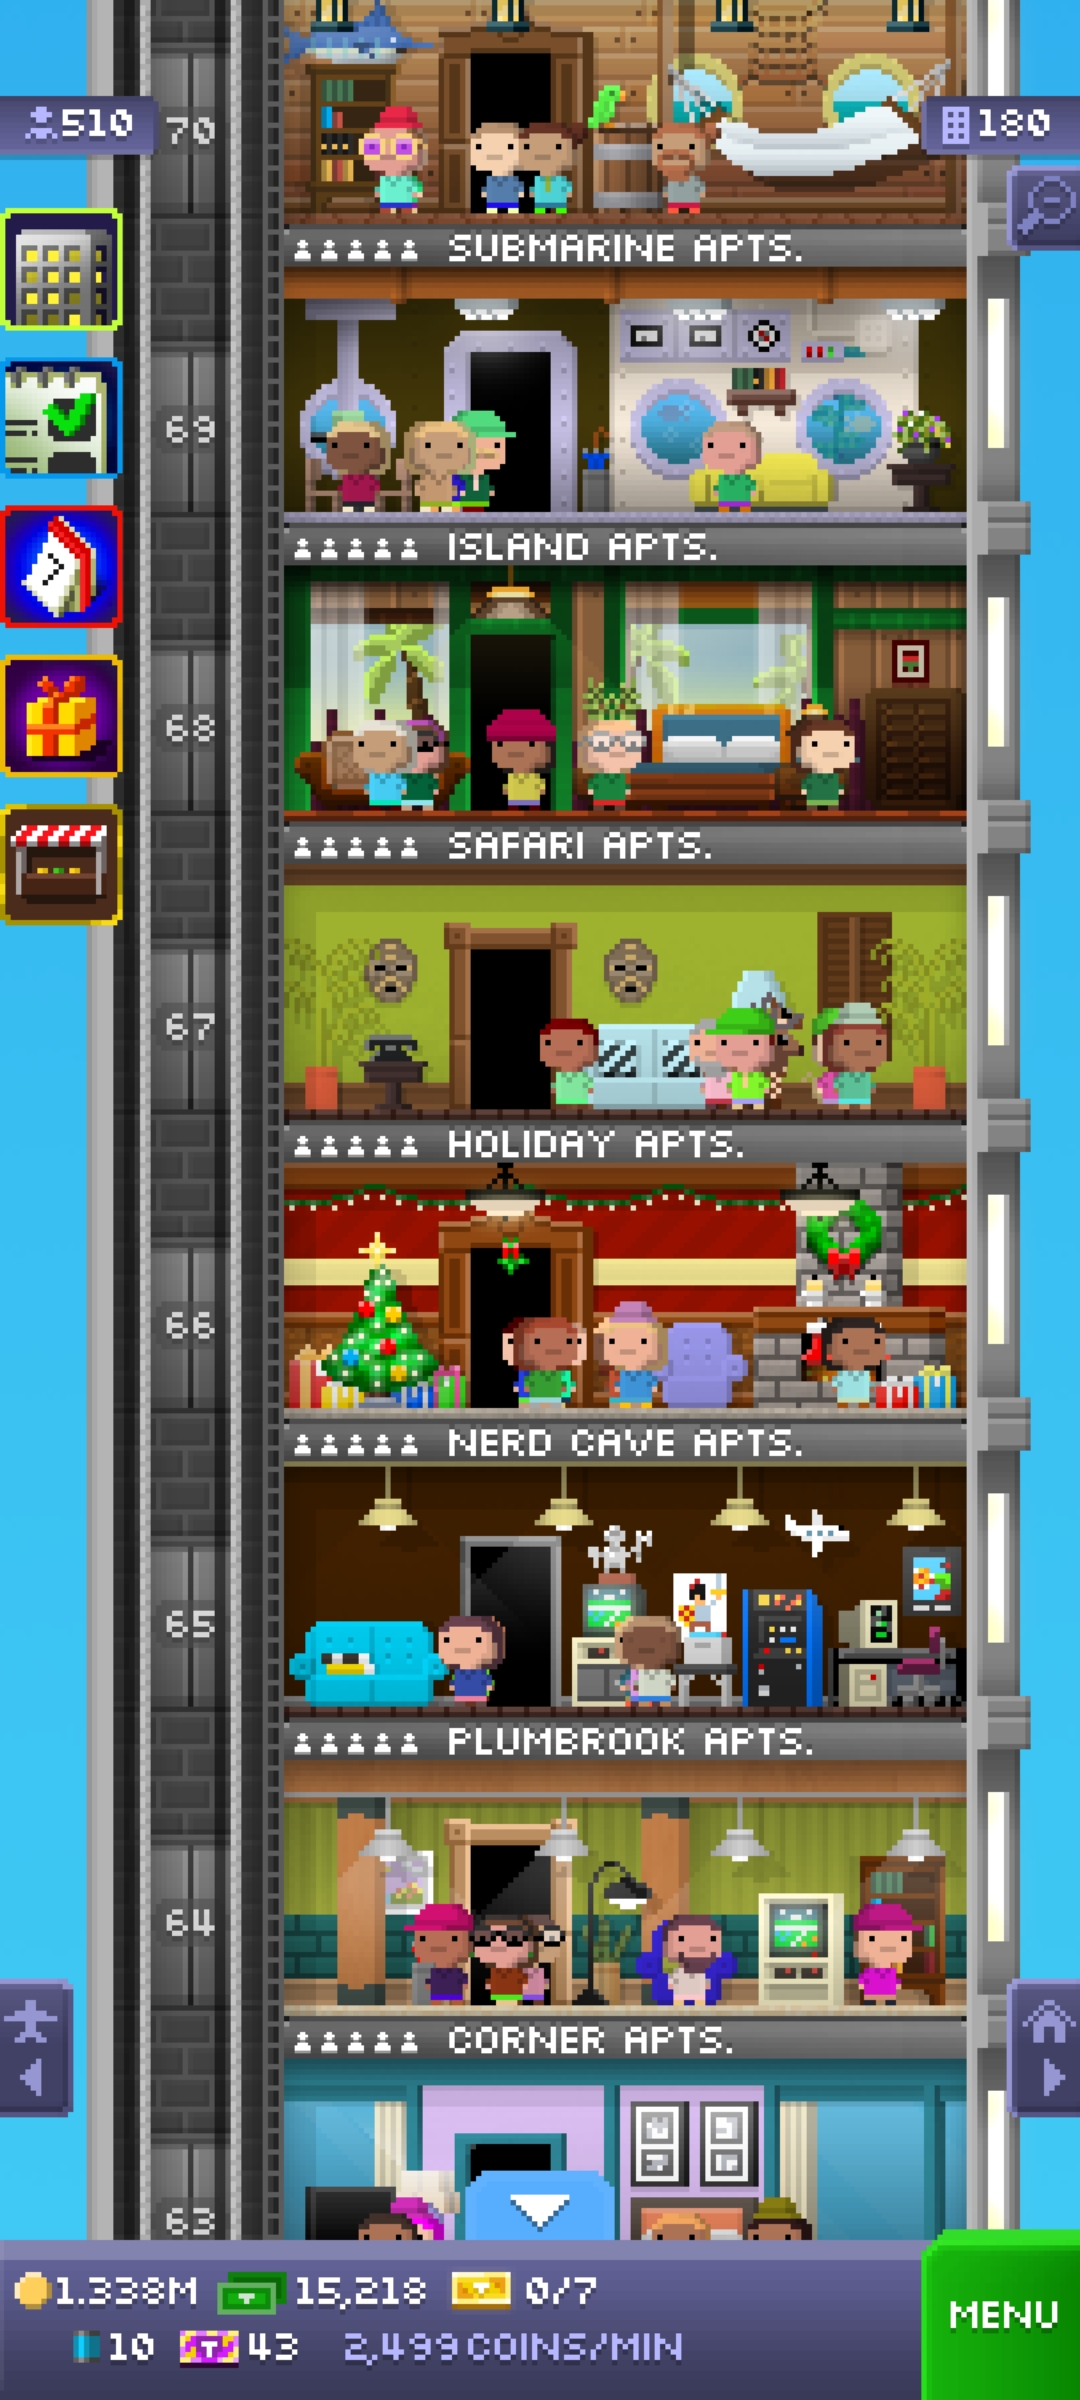 510
70
180
SUBMARINE APTS.
69
ISLAND APTS.
68
SAFARI APTS.
67
HOLIDAY APTS.
66
NERD CAVE APTS.
65
PLUMBROOK APTS.
64
CORNER APTS.
63
1.338M 15,218 0/7
10 43 2,499 COINS/MIN
MENU